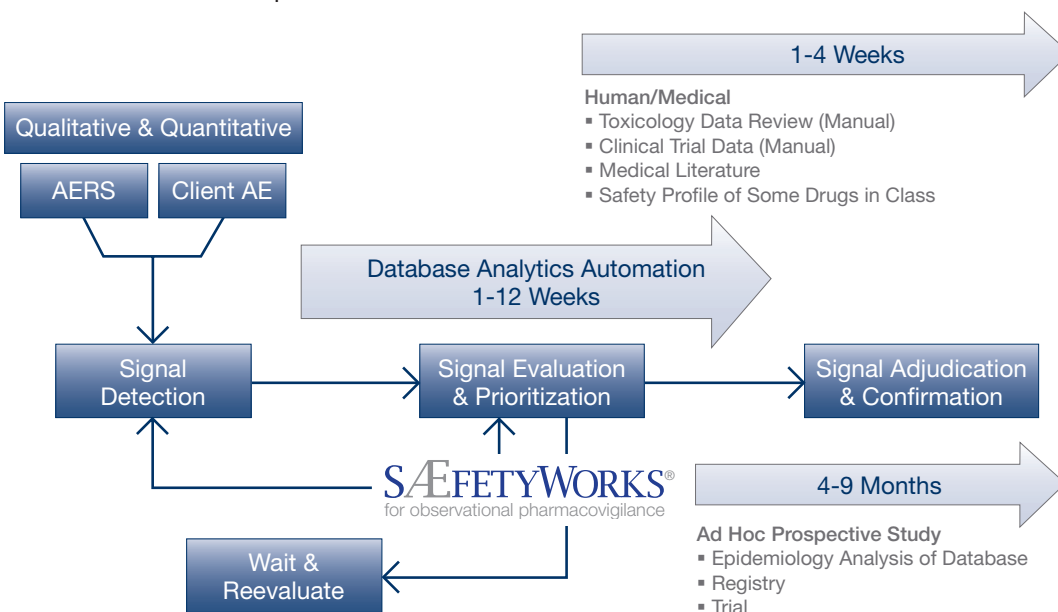 1-4 Weeks
Human/Medical
▪ Toxicology Data Review (Manual)
▪ Clinical Trial Data (Manual)
▪ Medical Literature
▪ Safety Profile of Some Drugs in Class
Qualitative & Quantitative
AERS
Client AE
Database Analytics Automation
1-12 Weeks
Signal
Detection
Signal Evaluation
& Prioritization
Signal Adjudication
& Confirmation
SÆFETYWORKS®
for observational pharmacovigilance
4-9 Months
Ad Hoc Prospective Study
▪ Epidemiology Analysis of Database
▪ Registry
▪ Trial
Wait &
Reevaluate